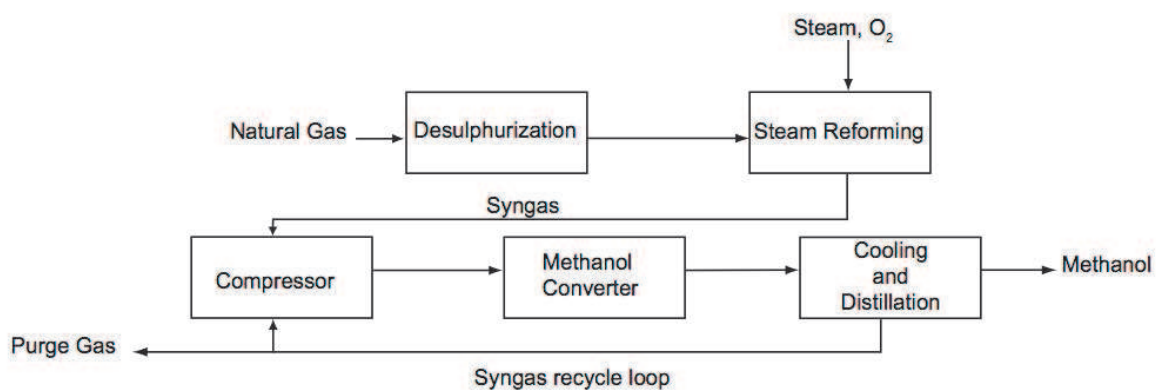 Steam, O2
Natural Gas
Desulphurization
Steam Reforming
Syngas
Compressor
Methanol
Converter
Cooling
and
Distillation
Methanol
Purge Gas
Syngas recycle loop